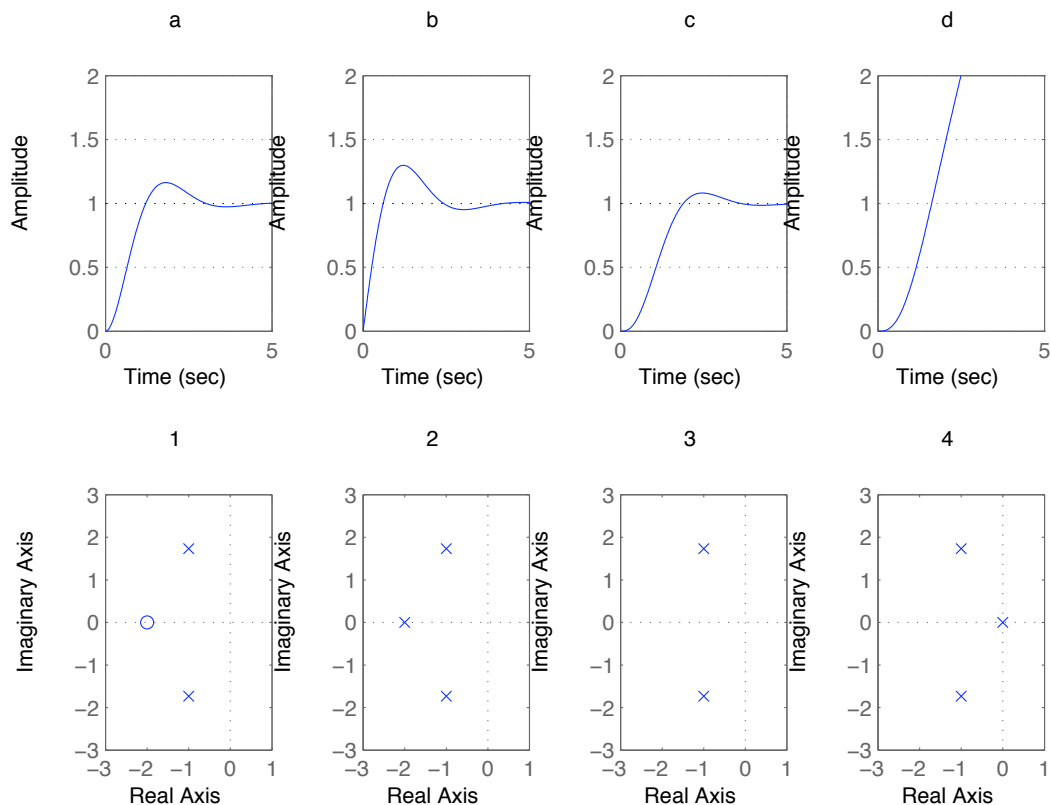 a b c d
2 2 2 2
1.5 1.5 1.5 1.5
Amplitude Amplitude Amplitude Amplitude
1 1 1 1
0.5 0.5 0.5 0.5
0 0 0 0
0 5 0 5 0 5 0 5
Time (sec) Time (sec) Time (sec) Time (sec)
1 2 3 4
3 3 3 3
2 2 2 2
1 1 1 1
Imaginary Axis Imaginary Axis Imaginary Axis Imaginary Axis
0 0 0 0
−1 −1 −1 −1
−2 −2 −2 −2
−3 −3 −3 −3
−3 −2 −1 0 1 −3 −2 −1 0 1 −3 −2 −1 0 1 −3 −2 −1 0 1
Real Axis Real Axis Real Axis Real Axis